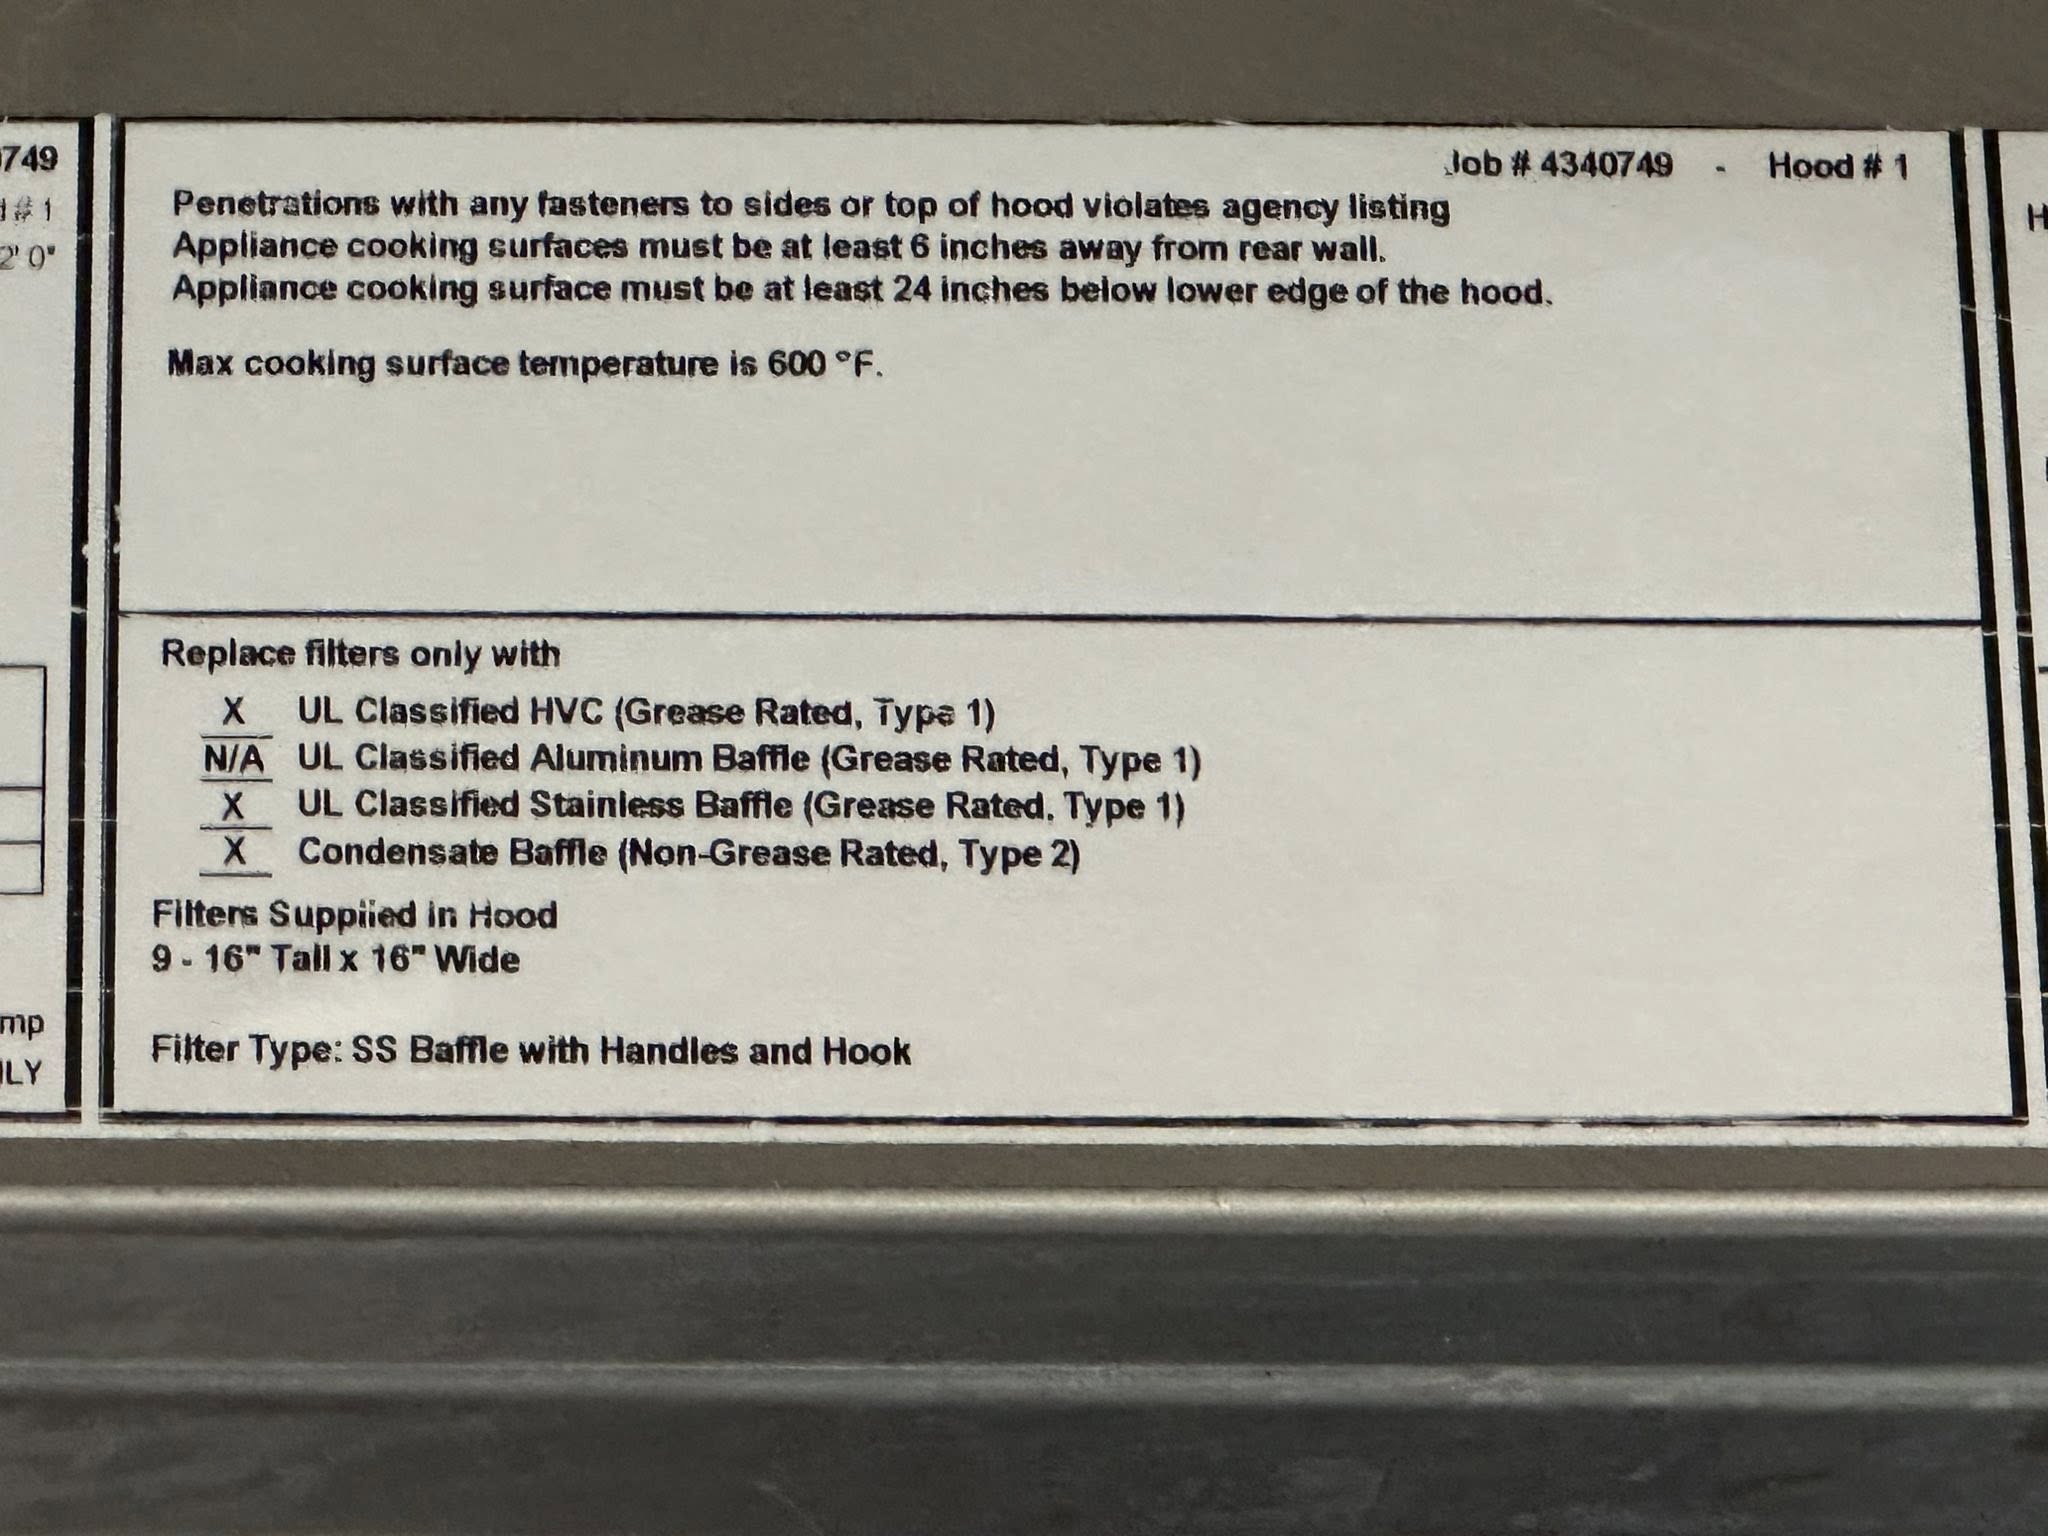 0749
# 1
2' 0"
mp
LY
Job # 4340749 - Hood # 1
Penetrations with any fasteners to sides or top of hood violates agency listing
Appliance cooking surfaces must be at least 6 inches away from rear wall.
Appliance cooking surface must be at least 24 inches below lower edge of the hood.
Max cooking surface temperature is 600 °F.
Replace filters only with
X UL Classified HVC (Grease Rated, Type 1)
N/A UL Classified Aluminum Baffle (Grease Rated, Type 1)
X UL Classified Stainless Baffle (Grease Rated, Type 1)
X Condensate Baffle (Non-Grease Rated, Type 2)
Filters Supplied in Hood
9 - 16" Tall x 16" Wide
Filter Type: SS Baffle with Handles and Hook
H